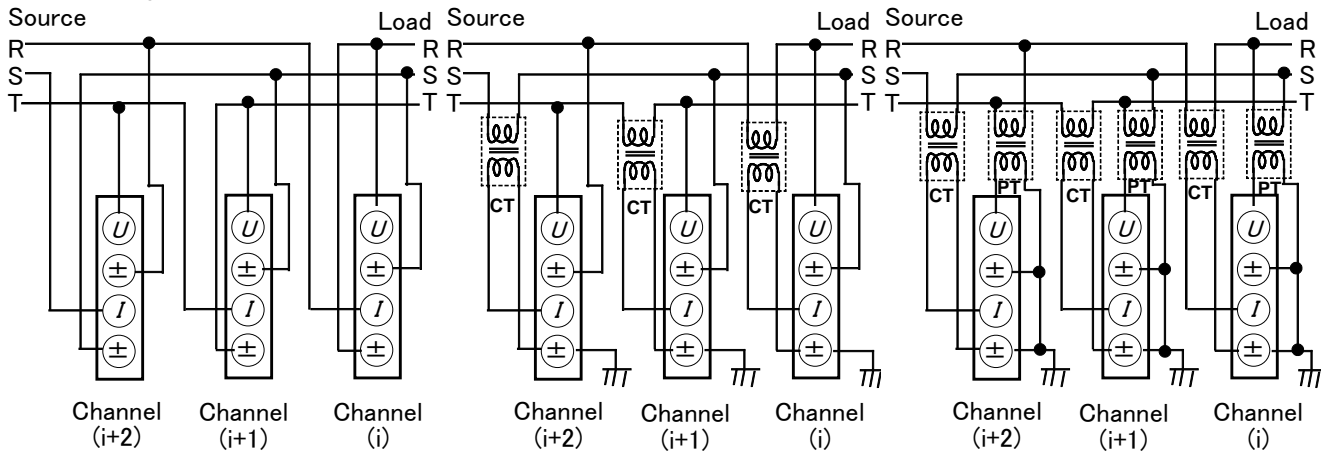 Source Load
R R
S S
T T
U U U
± ± ±
I I I
± ± ±
Channel Channel Channel
(i+2) (i+1) (i)
Source Load
R
S
T
CT CT CT
U U U
± ± ±
I I I
± ± ±
Channel Channel Channel
(i+2) (i+1) (i)
Source Load
R R R
S S S
T T T
CT PT CT PT CT PT
U U U
± ± ±
I I I
± ± ±
Channel Channel Channel
(i+2) (i+1) (i)